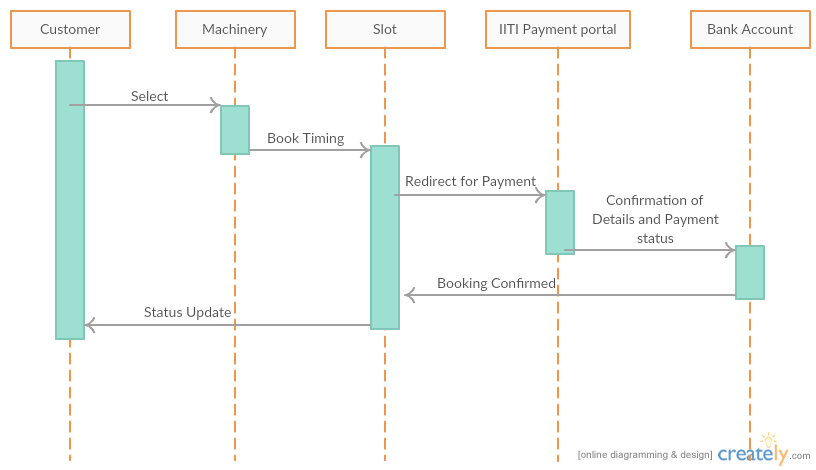 Customer
Machinery
Slot
IITI Payment portal
Bank Account
Select
Book Timing
Redirect for Payment
Confirmation of
Details and Payment
status
Booking Confirmed
Status Update
[online diagramming & design] creately.com